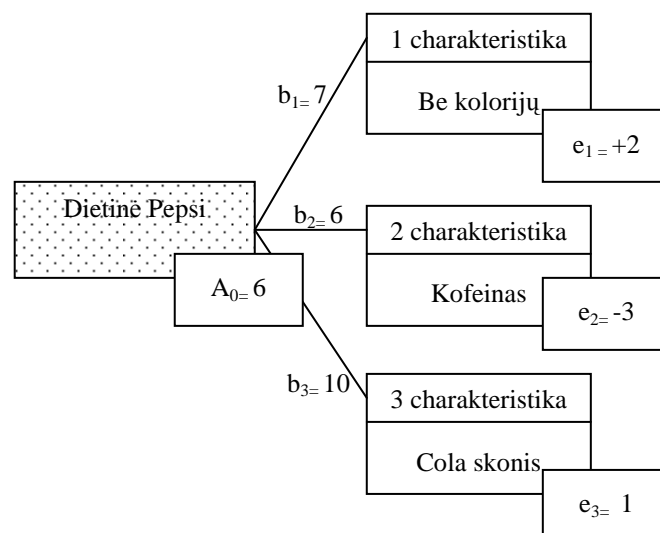 1 charakteristika
b1= 7
Be kolorijų
e1 = +2
Dietinė Pepsi
b2= 6
2 charakteristika
A0= 6
Kofeinas
e2= -3
b3= 10
3 charakteristika
Cola skonis
e3= 1